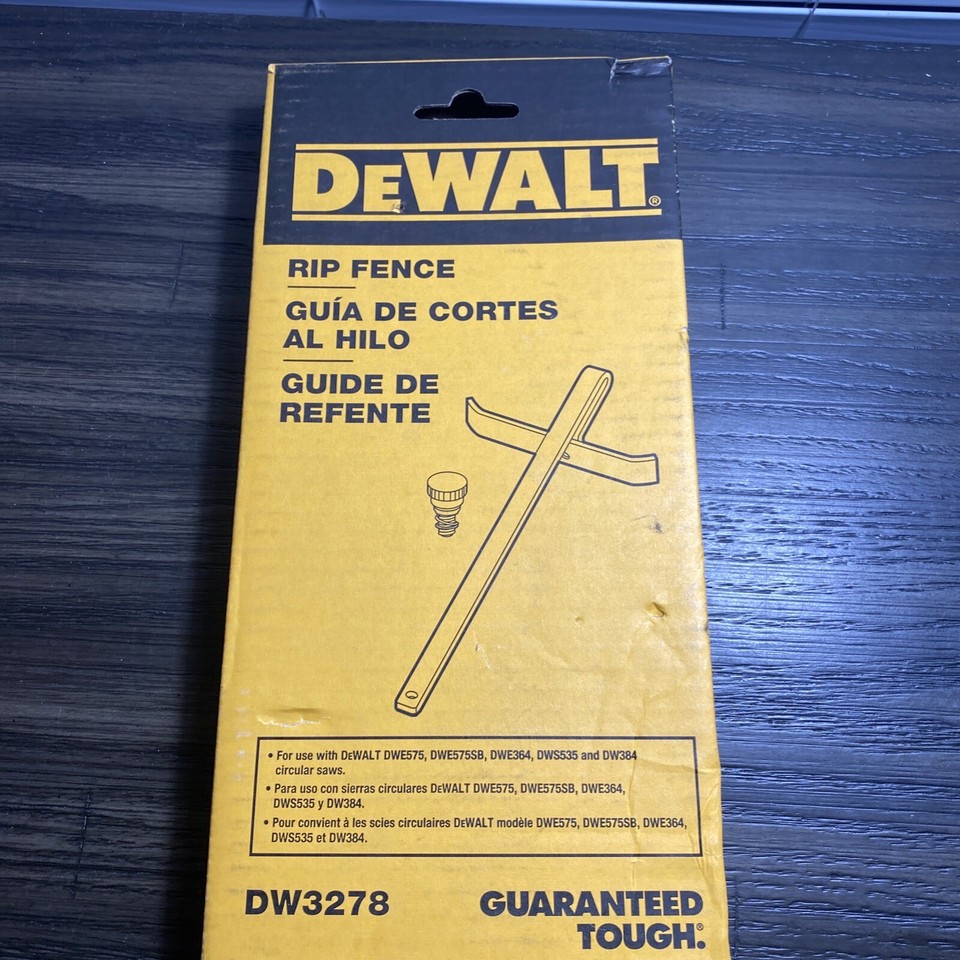 DEWALT®
RIP FENCE
GUÍA DE CORTES
AL HILO
GUIDE DE
REFENTE
• For use with DEWALT DWE575, DWE575SB, DWE364, DWS535 and DW384
circular saws.
• Para uso con sierras circulares DEWALT DWE575, DWE575SB, DWE364,
DWS535 y DW384.
• Pour convient à les scies circulaires DEWALT modèle DWE575, DWE575SB, DWE364,
DWS535 et DW384.
DW3278
GUARANTEED
TOUGH.®